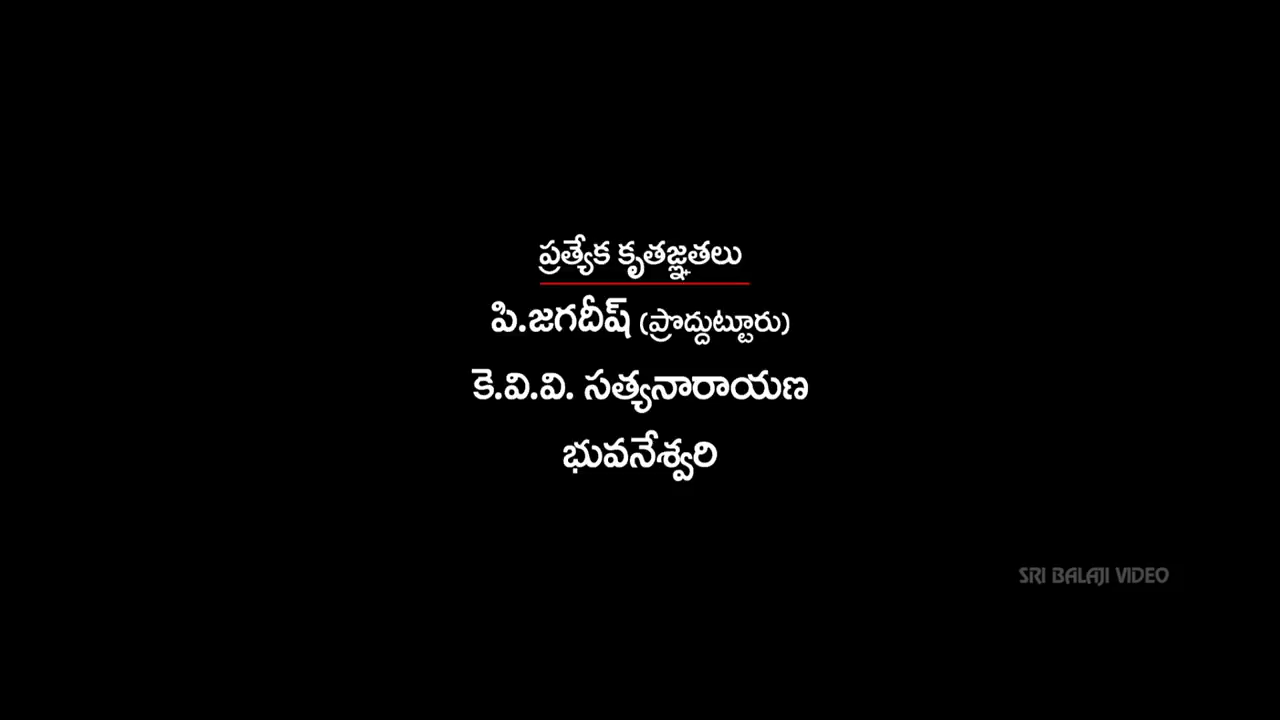 ప్రత్యేక కృతజ్ఞతలు
పి.జగదీష్ (ప్రొద్దుట్టూరు)
కె.వి.వి. సత్యనారాయణ
భువనేశ్వరి
SRI BALAJI VIDEO